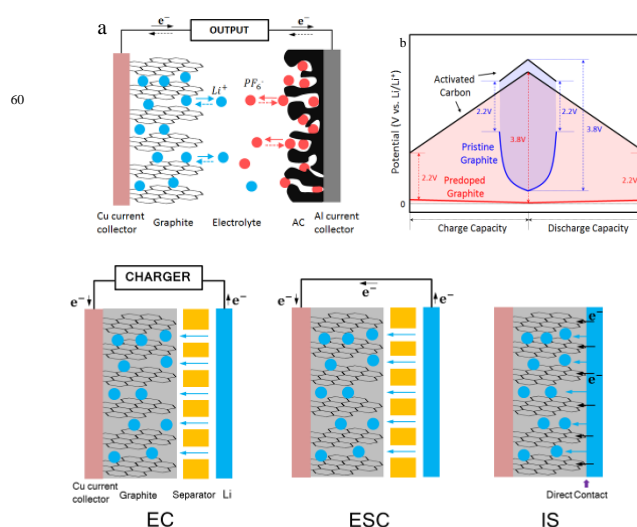 60
a
e⁻
OUTPUT
e⁻
Li⁺
PF₆⁻
Cu current
collector
Graphite
Electrolyte
AC
Al current
collector
b
Potential (V vs. Li/Li⁺)
Activated
Carbon
2.2V
2.2V
3.8V
3.8V
Pristine
Graphite
Predoped
Graphite
2.2V
2.2V
0
Charge Capacity
Discharge Capacity
CHARGER
e⁻
e⁻
Cu current
collector
Graphite
Separator
Li
EC
e⁻
e⁻
e⁻
ESC
e⁻
e⁻
Direct Contact
IS